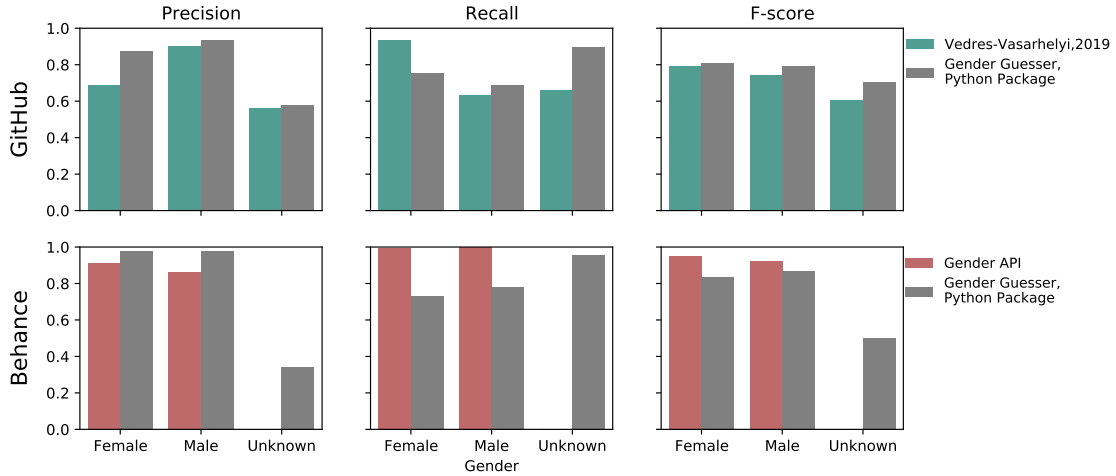 Precision
Recall
F-score
GitHub
1.0
0.8
0.6
0.4
0.2
0.0
Vedres-Vasarhelyi,2019
Gender Guesser,
Python Package
Behance
1.0
0.8
0.6
0.4
0.2
0.0
Gender API
Gender Guesser,
Python Package
Female Male Unknown
Female Male Unknown
Female Male Unknown
Gender